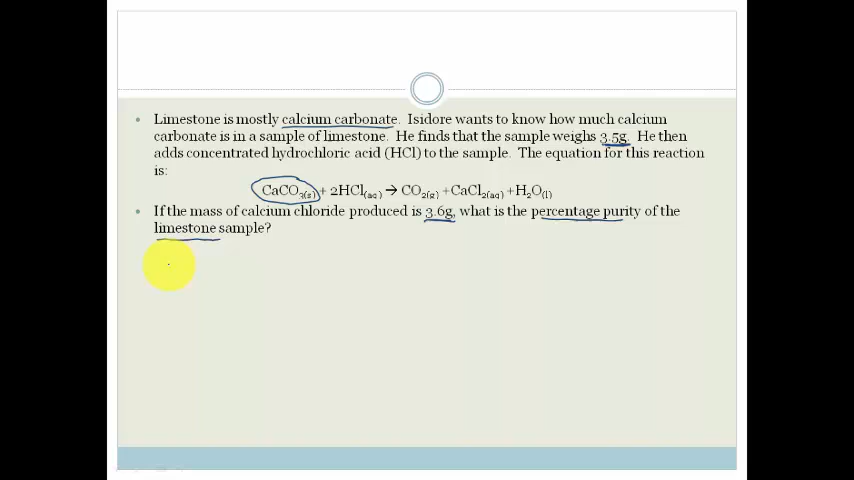 Limestone is mostly calcium carbonate. Isidore wants to know how much calcium
carbonate is in a sample of limestone. He finds that the sample weighs 3.5g. He then
adds concentrated hydrochloric acid (HCl) to the sample. The equation for this reaction
is:
CaCO3(s) + 2HCl(aq) → CO2(g) +CaCl2(aq) +H2O(l)
If the mass of calcium chloride produced is 3.6g, what is the percentage purity of the
limestone sample?